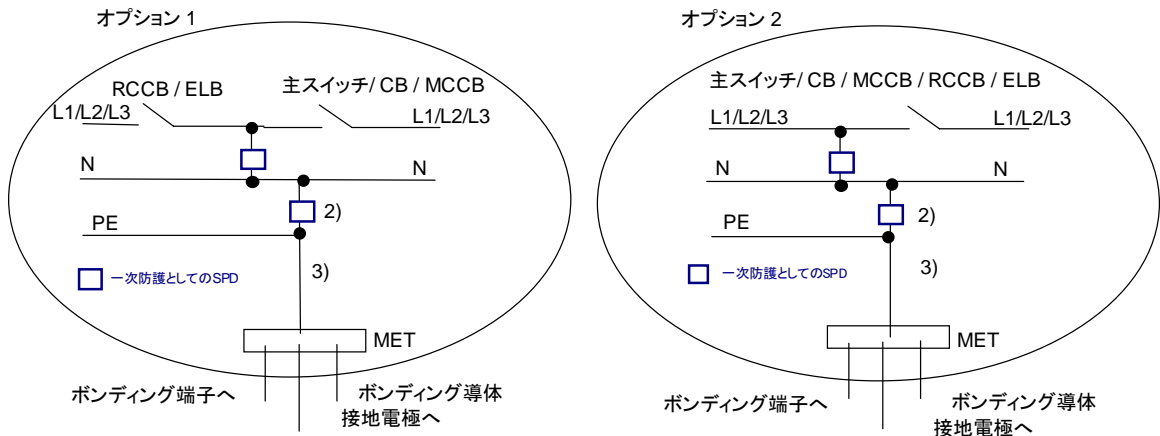 オプション 1
RCCB / ELB
主スイッチ/ CB / MCCB
L1/L2/L3
L1/L2/L3
N
N
2)
PE
3)
一次防護としてのSPD
MET
ボンディング端子へ
ボンディング導体
接地電極へ
オプション 2
主スイッチ/ CB / MCCB / RCCB / ELB
L1/L2/L3
L1/L2/L3
N
N
2)
PE
3)
一次防護としてのSPD
MET
ボンディング端子へ
ボンディング導体
接地電極へ